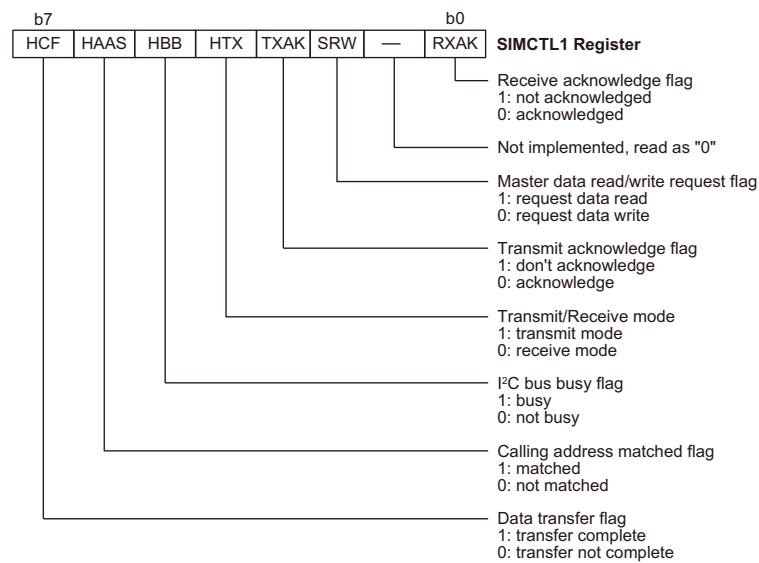 b7 b0
HCF HAAS HBB HTX TXAK SRW — RXAK SIMCTL1 Register
Receive acknowledge flag
1: not acknowledged
0: acknowledged
Not implemented, read as "0"
Master data read/write request flag
1: request data read
0: request data write
Transmit acknowledge flag
1: don't acknowledge
0: acknowledge
Transmit/Receive mode
1: transmit mode
0: receive mode
I²C bus busy flag
1: busy
0: not busy
Calling address matched flag
1: matched
0: not matched
Data transfer flag
1: transfer complete
0: transfer not complete